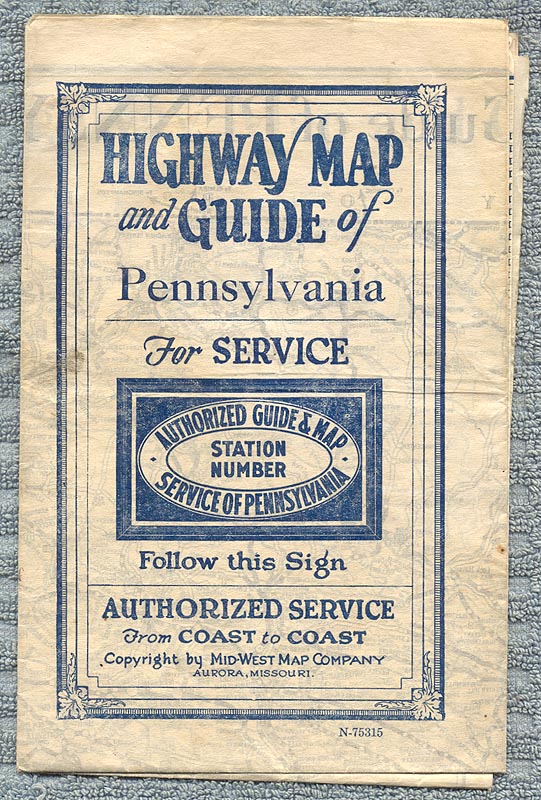 HIGHWAY MAP
and GUIDE of
Pennsylvania
For SERVICE
AUTHORIZED GUIDE & MAP
STATION
NUMBER
SERVICE OF PENNSYLVANIA
Follow this Sign
AUTHORIZED SERVICE
From COAST to COAST
Copyright by MID-WEST MAP COMPANY
AURORA, MISSOURI.
N-75315